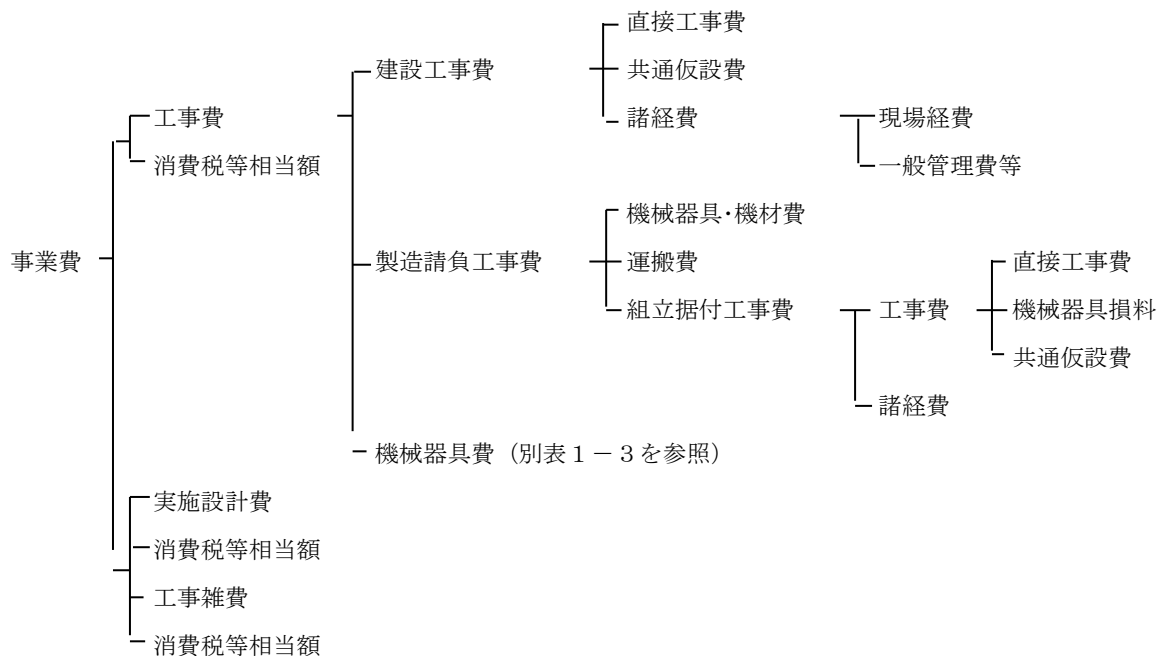 直接工事費
建設工事費
共通仮設費
工事費
諸経費
現場経費
消費税等相当額
一般管理費等
機械器具・機材費
事業費
製造請負工事費
運搬費
直接工事費
組立据付工事費
工事費
機械器具損料
共通仮設費
諸経費
機械器具費（別表１－３を参照）
実施設計費
消費税等相当額
工事雑費
消費税等相当額